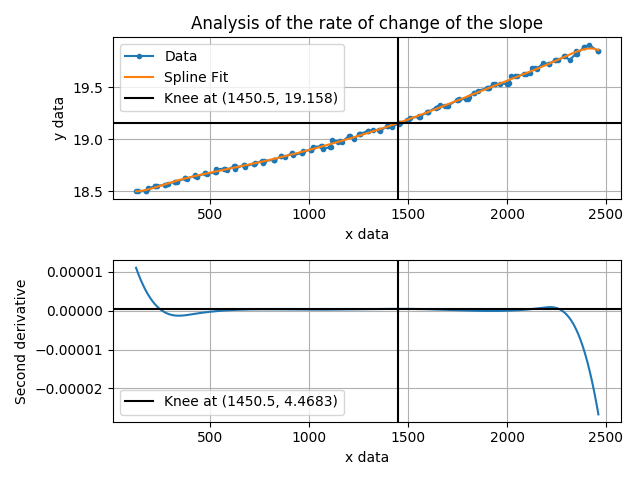 Analysis of the rate of change of the slope
Data
Spline Fit
Knee at (1450.5, 19.158)
y data
19.5
19.0
18.5
500
1000
1500
2000
2500
x data
Second derivative
0.00001
0.00000
−0.00001
−0.00002
Knee at (1450.5, 4.4683)
500
1000
1500
2000
2500
x data